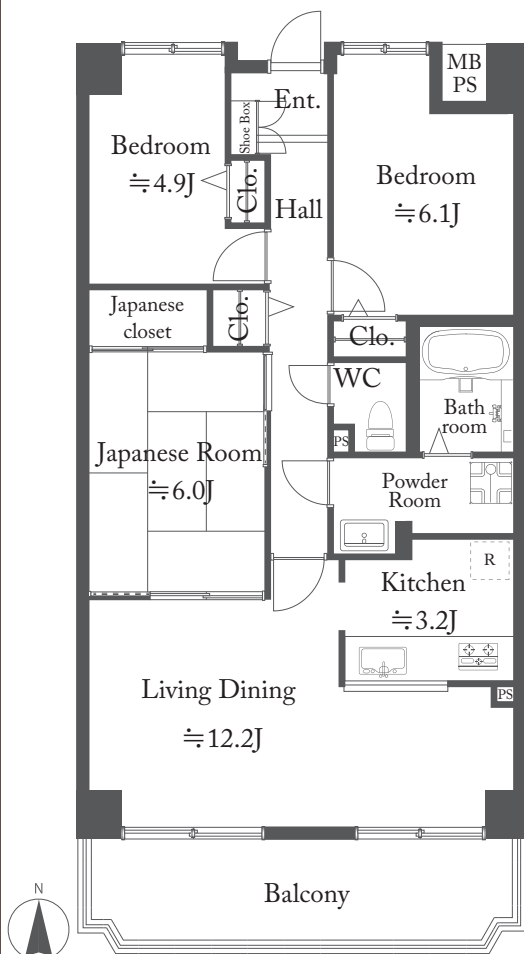 MB
PS
Ent.
Shoe Box
Bedroom
≒4.9J
Clo.
Hall
Bedroom
≒6.1J
Japanese
closet
Clo.
Clo.
WC
Bath
room
PS
Japanese Room
≒6.0J
Powder
Room
R
Kitchen
≒3.2J
PS
Living Dining
≒12.2J
Balcony
N